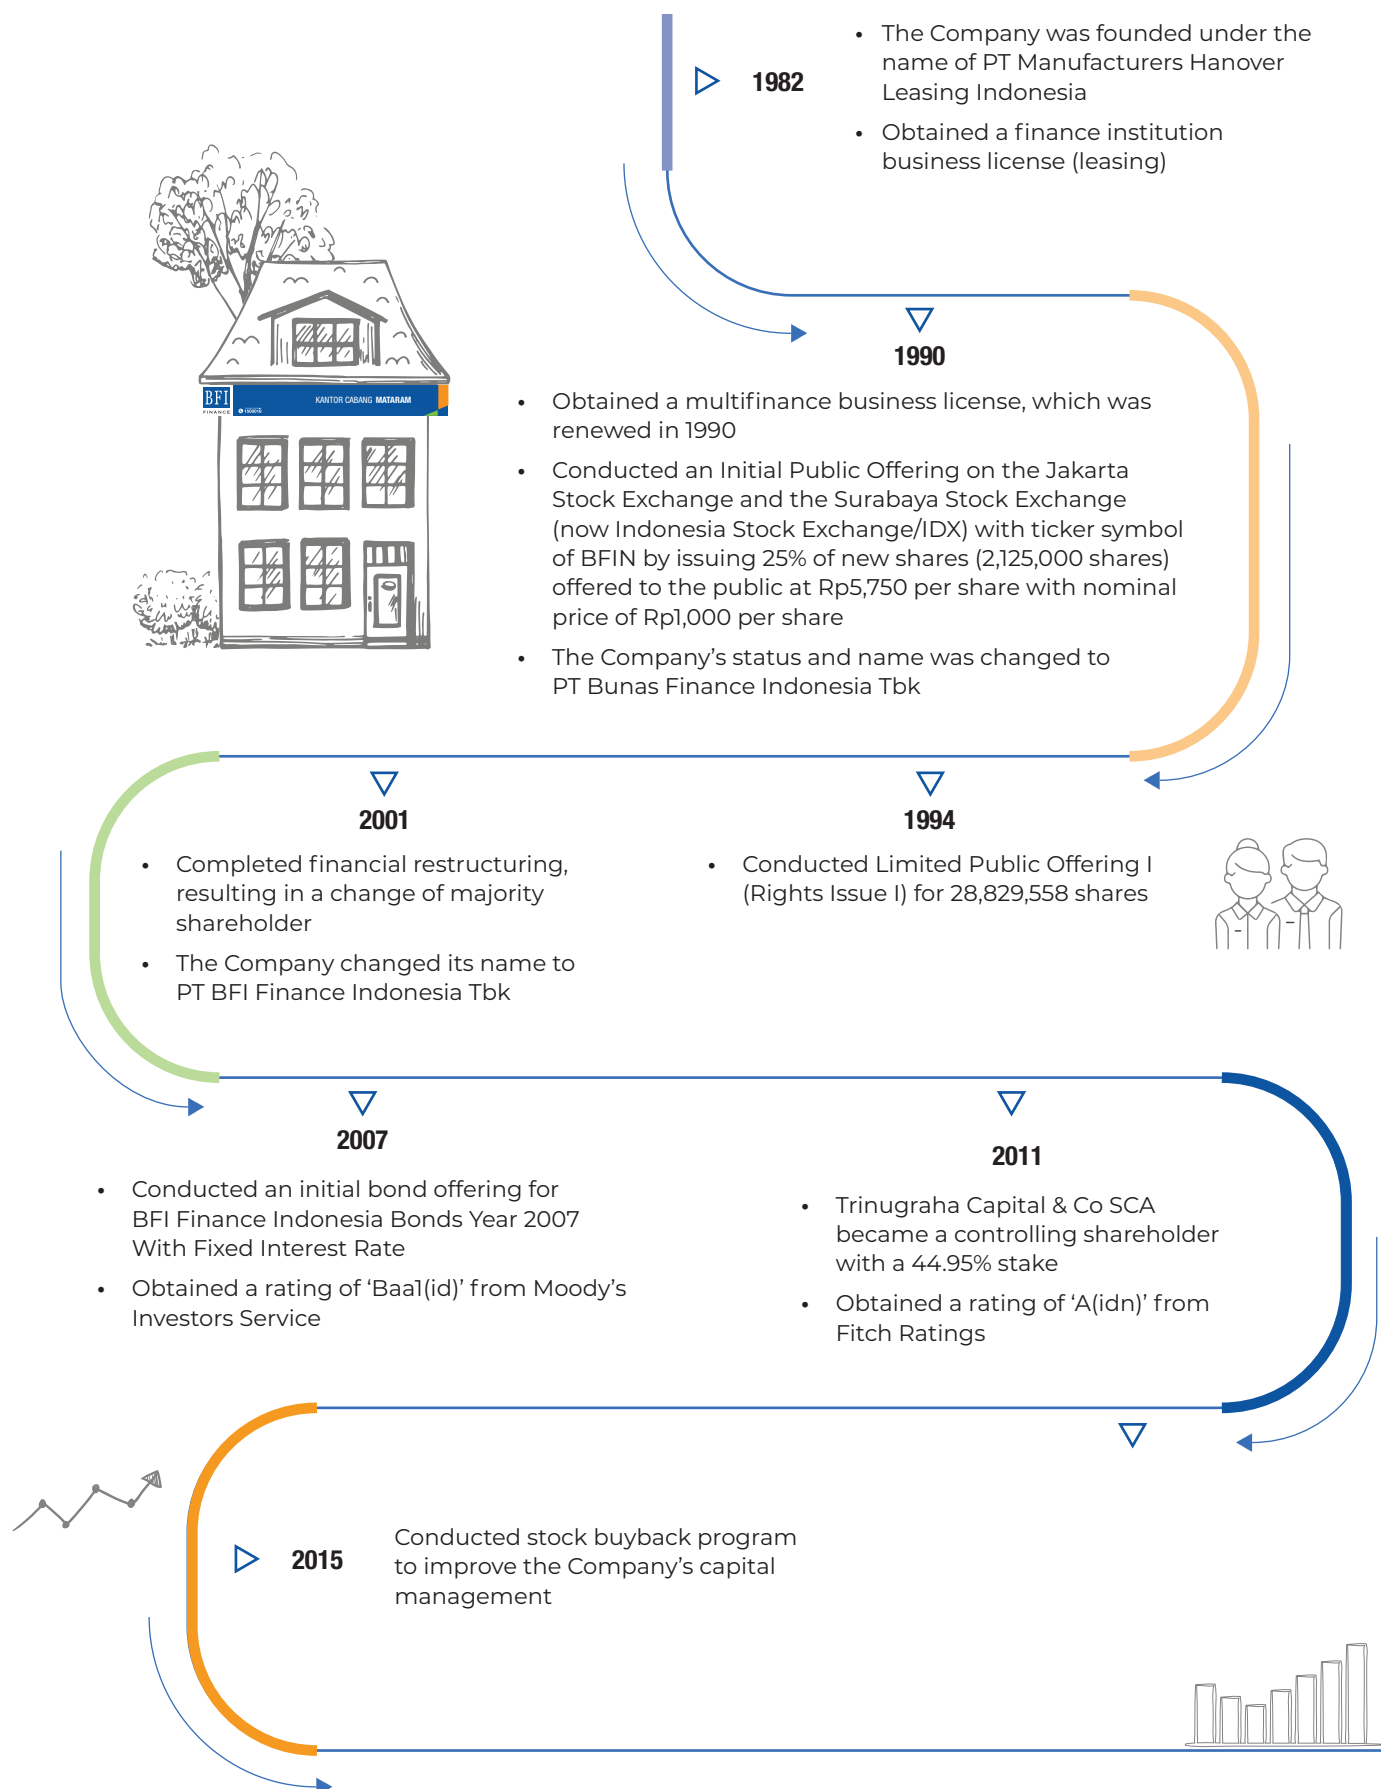 1982
• The Company was founded under the
name of PT Manufacturers Hanover
Leasing Indonesia
• Obtained a finance institution
business license (leasing)
BFI
FINANCE
KANTOR CABANG MATARAM
1500018
1990
• Obtained a multifinance business license, which was
renewed in 1990
• Conducted an Initial Public Offering on the Jakarta
Stock Exchange and the Surabaya Stock Exchange
(now Indonesia Stock Exchange/IDX) with ticker symbol
of BFIN by issuing 25% of new shares (2,125,000 shares)
offered to the public at Rp5,750 per share with nominal
price of Rp1,000 per share
• The Company’s status and name was changed to
PT Bunas Finance Indonesia Tbk
1994
• Conducted Limited Public Offering I
(Rights Issue I) for 28,829,558 shares
2001
• Completed financial restructuring,
resulting in a change of majority
shareholder
• The Company changed its name to
PT BFI Finance Indonesia Tbk
2007
• Conducted an initial bond offering for
BFI Finance Indonesia Bonds Year 2007
With Fixed Interest Rate
• Obtained a rating of ‘Baa1(id)’ from Moody’s
Investors Service
2011
• Trinugraha Capital & Co SCA
became a controlling shareholder
with a 44.95% stake
• Obtained a rating of ‘A(idn)’ from
Fitch Ratings
2015
Conducted stock buyback program
to improve the Company’s capital
management